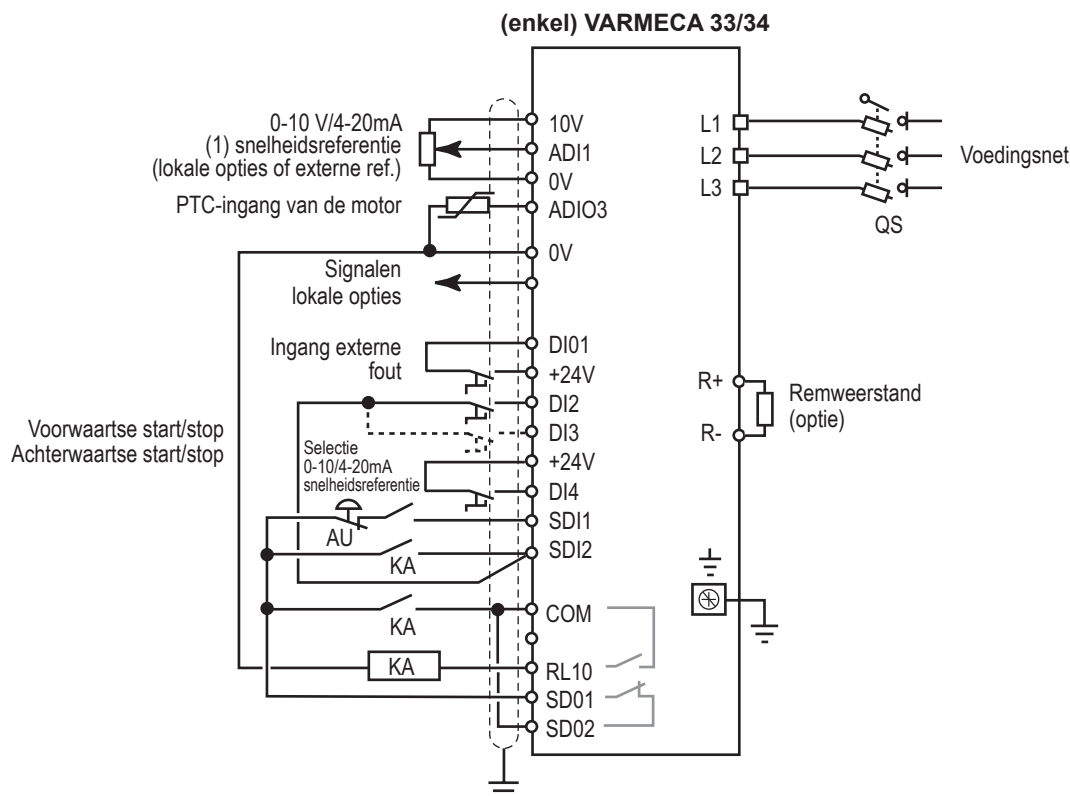 (enkel) VARMECA 33/34
0-10 V/4-20mA
(1) snelheidsreferentie
(lokale opties of externe ref.)
PTC-ingang van de motor
Signalen
lokale opties
Ingang externe
fout
Voorwaartse start/stop
Achterwaartse start/stop
Selectie
0-10/4-20mA
snelheidsreferentie
AU
KA
KA
KA
10V
ADI1
0V
ADIO3
0V
DI01
+24V
DI2
DI3
+24V
DI4
SDI1
SDI2
COM
RL10
SD01
SD02
L1
L2
L3
QS
Voedingsnet
R+
R-
Remweerstand
(optie)